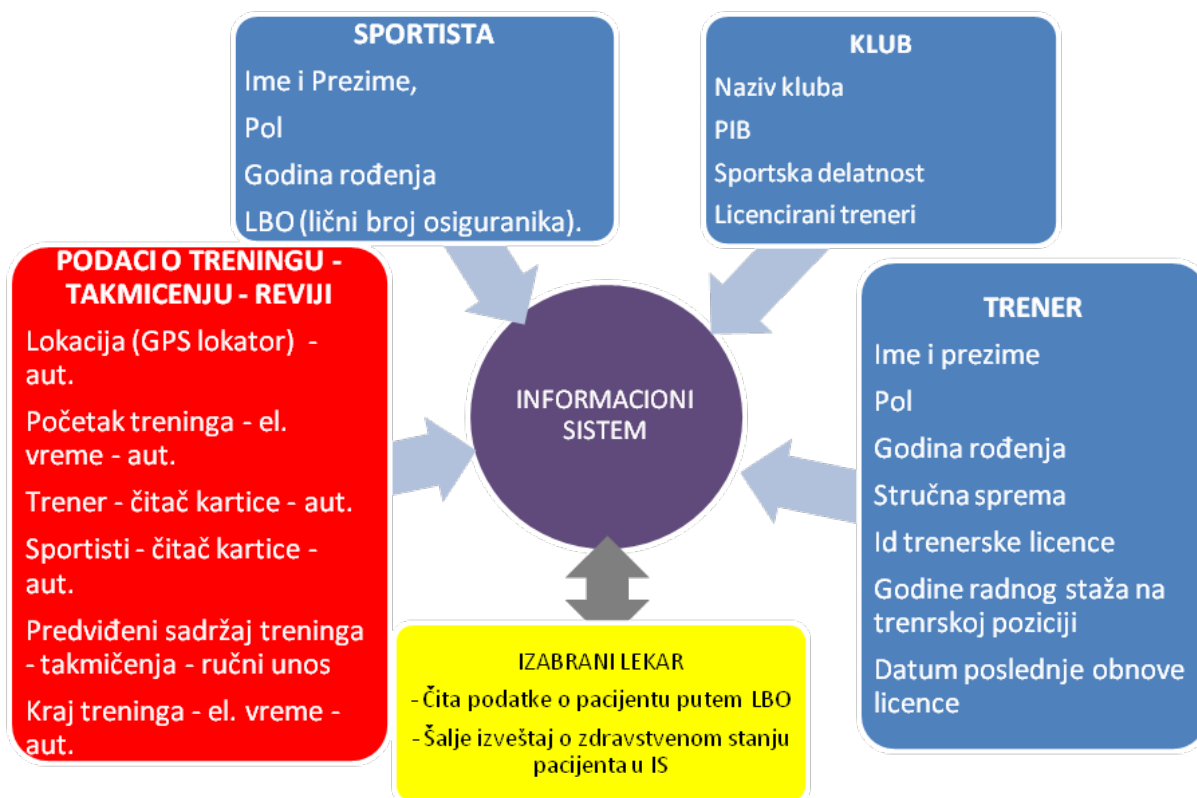 SPORTISTA
Ime i Prezime,
Pol
Godina rođenja
LBO (lični broj osiguranika).
KLUB
Naziv kluba
PIB
Sportska delatnost
Licencirani treneri
PODACI O TRENINGU -
TAKMICENJU - REVIJI
Lokacija (GPS lokator) -
aut.
Početak treninga - el.
vreme - aut.
Trener - čitač kartice - aut.
Sportisti - čitač kartice -
aut.
Predviđeni sadržaj treninga
- takmičenja - ručni unos
Kraj treninga - el. vreme -
aut.
INFORMACIONI
SISTEM
TRENER
Ime i prezime
Pol
Godina rođenja
Stručna sprema
Id trenerske licence
Godine radnog staža na
trenrskoj poziciji
Datum poslednje obnove
licence
IZABRANI LEKAR
- Čita podatke o pacijentu putem LBO
- Šalje izveštaj o zdravstvenom stanju
pacijenta u IS